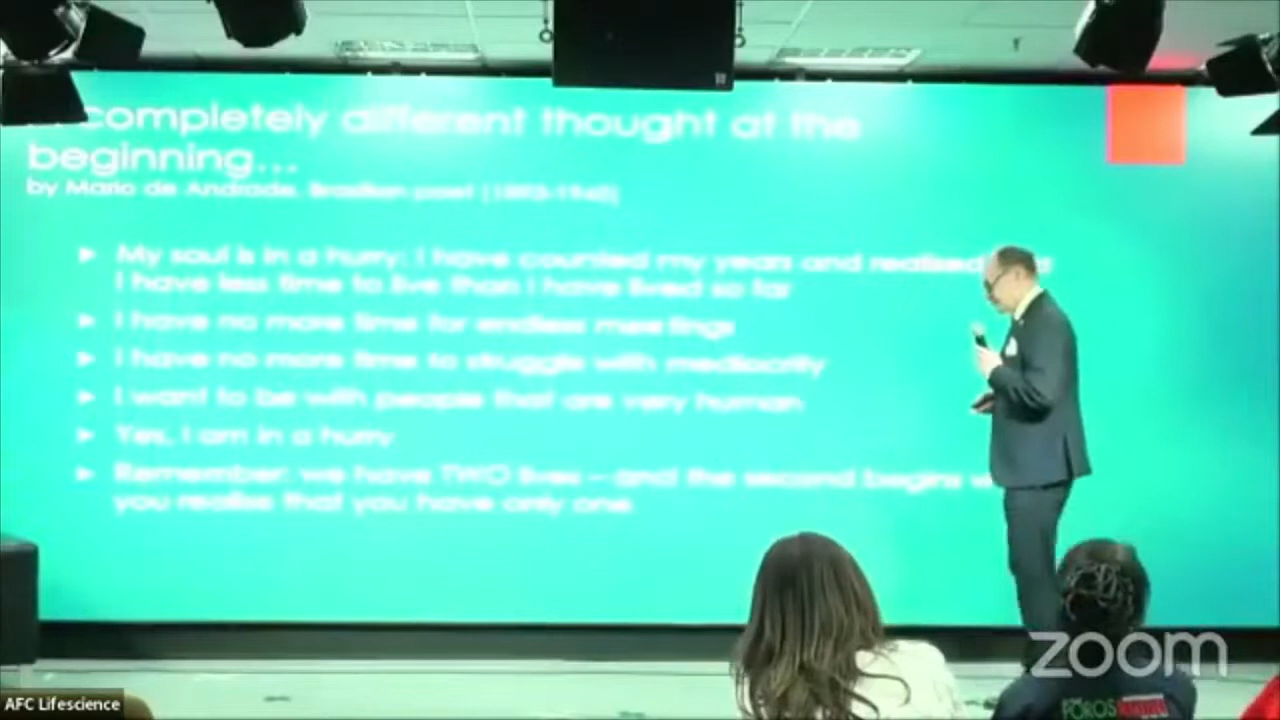 completely different thought at the
beginning...
by Mario de Andrade, Brasilian poet (1893-1945)
► My soul is in a hurry: I have counted my years and realised
I have less time to live than I have lived so far
► I have no more time for endless meetings
► I have no more time to struggle with mediocrity
► I want to be with people that are very human
► Yes, I am in a hurry
► Remember: we have TWO lives – and the second begins
you realise that you have only one
zoom
FOROS
AFC Lifescience